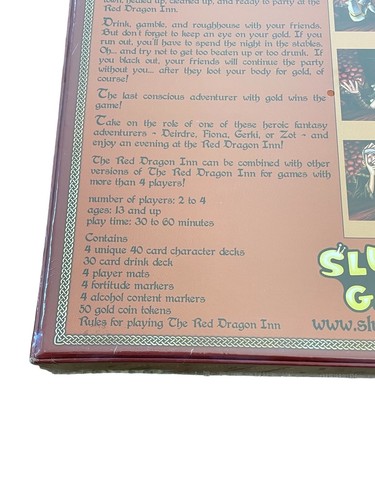 town, healed up, cleaned up, and ready to party at the
Red Dragon Inn.
Drink, gamble, and roughhouse with your friends.
But don't forget to keep an eye on your gold. If you
run out, you'll have to spend the night in the stables.
Oh... and try not to get too beaten up or too drunk. If
you black out, your friends will continue the party
without you... after they loot your body for gold, of
course!
The last conscious adventurer with gold wins the
game!
Take on the role of one of these heroic fantasy
adventurers - Deirdre, Fiona, Gerki, or Zot - and
enjoy an evening at the Red Dragon Inn!
The Red Dragon Inn can be combined with other
versions of The Red Dragon Inn for games with
more than 4 players!
number of players: 2 to 4
ages: 13 and up
play time: 30 to 60 minutes
Contains
4 unique 40 card character decks
30 card drink deck
4 player mats
4 fortitude markers
4 alcohol content markers
50 gold coin tokens
Rules for playing The Red Dragon Inn
SLU
G
www.slu